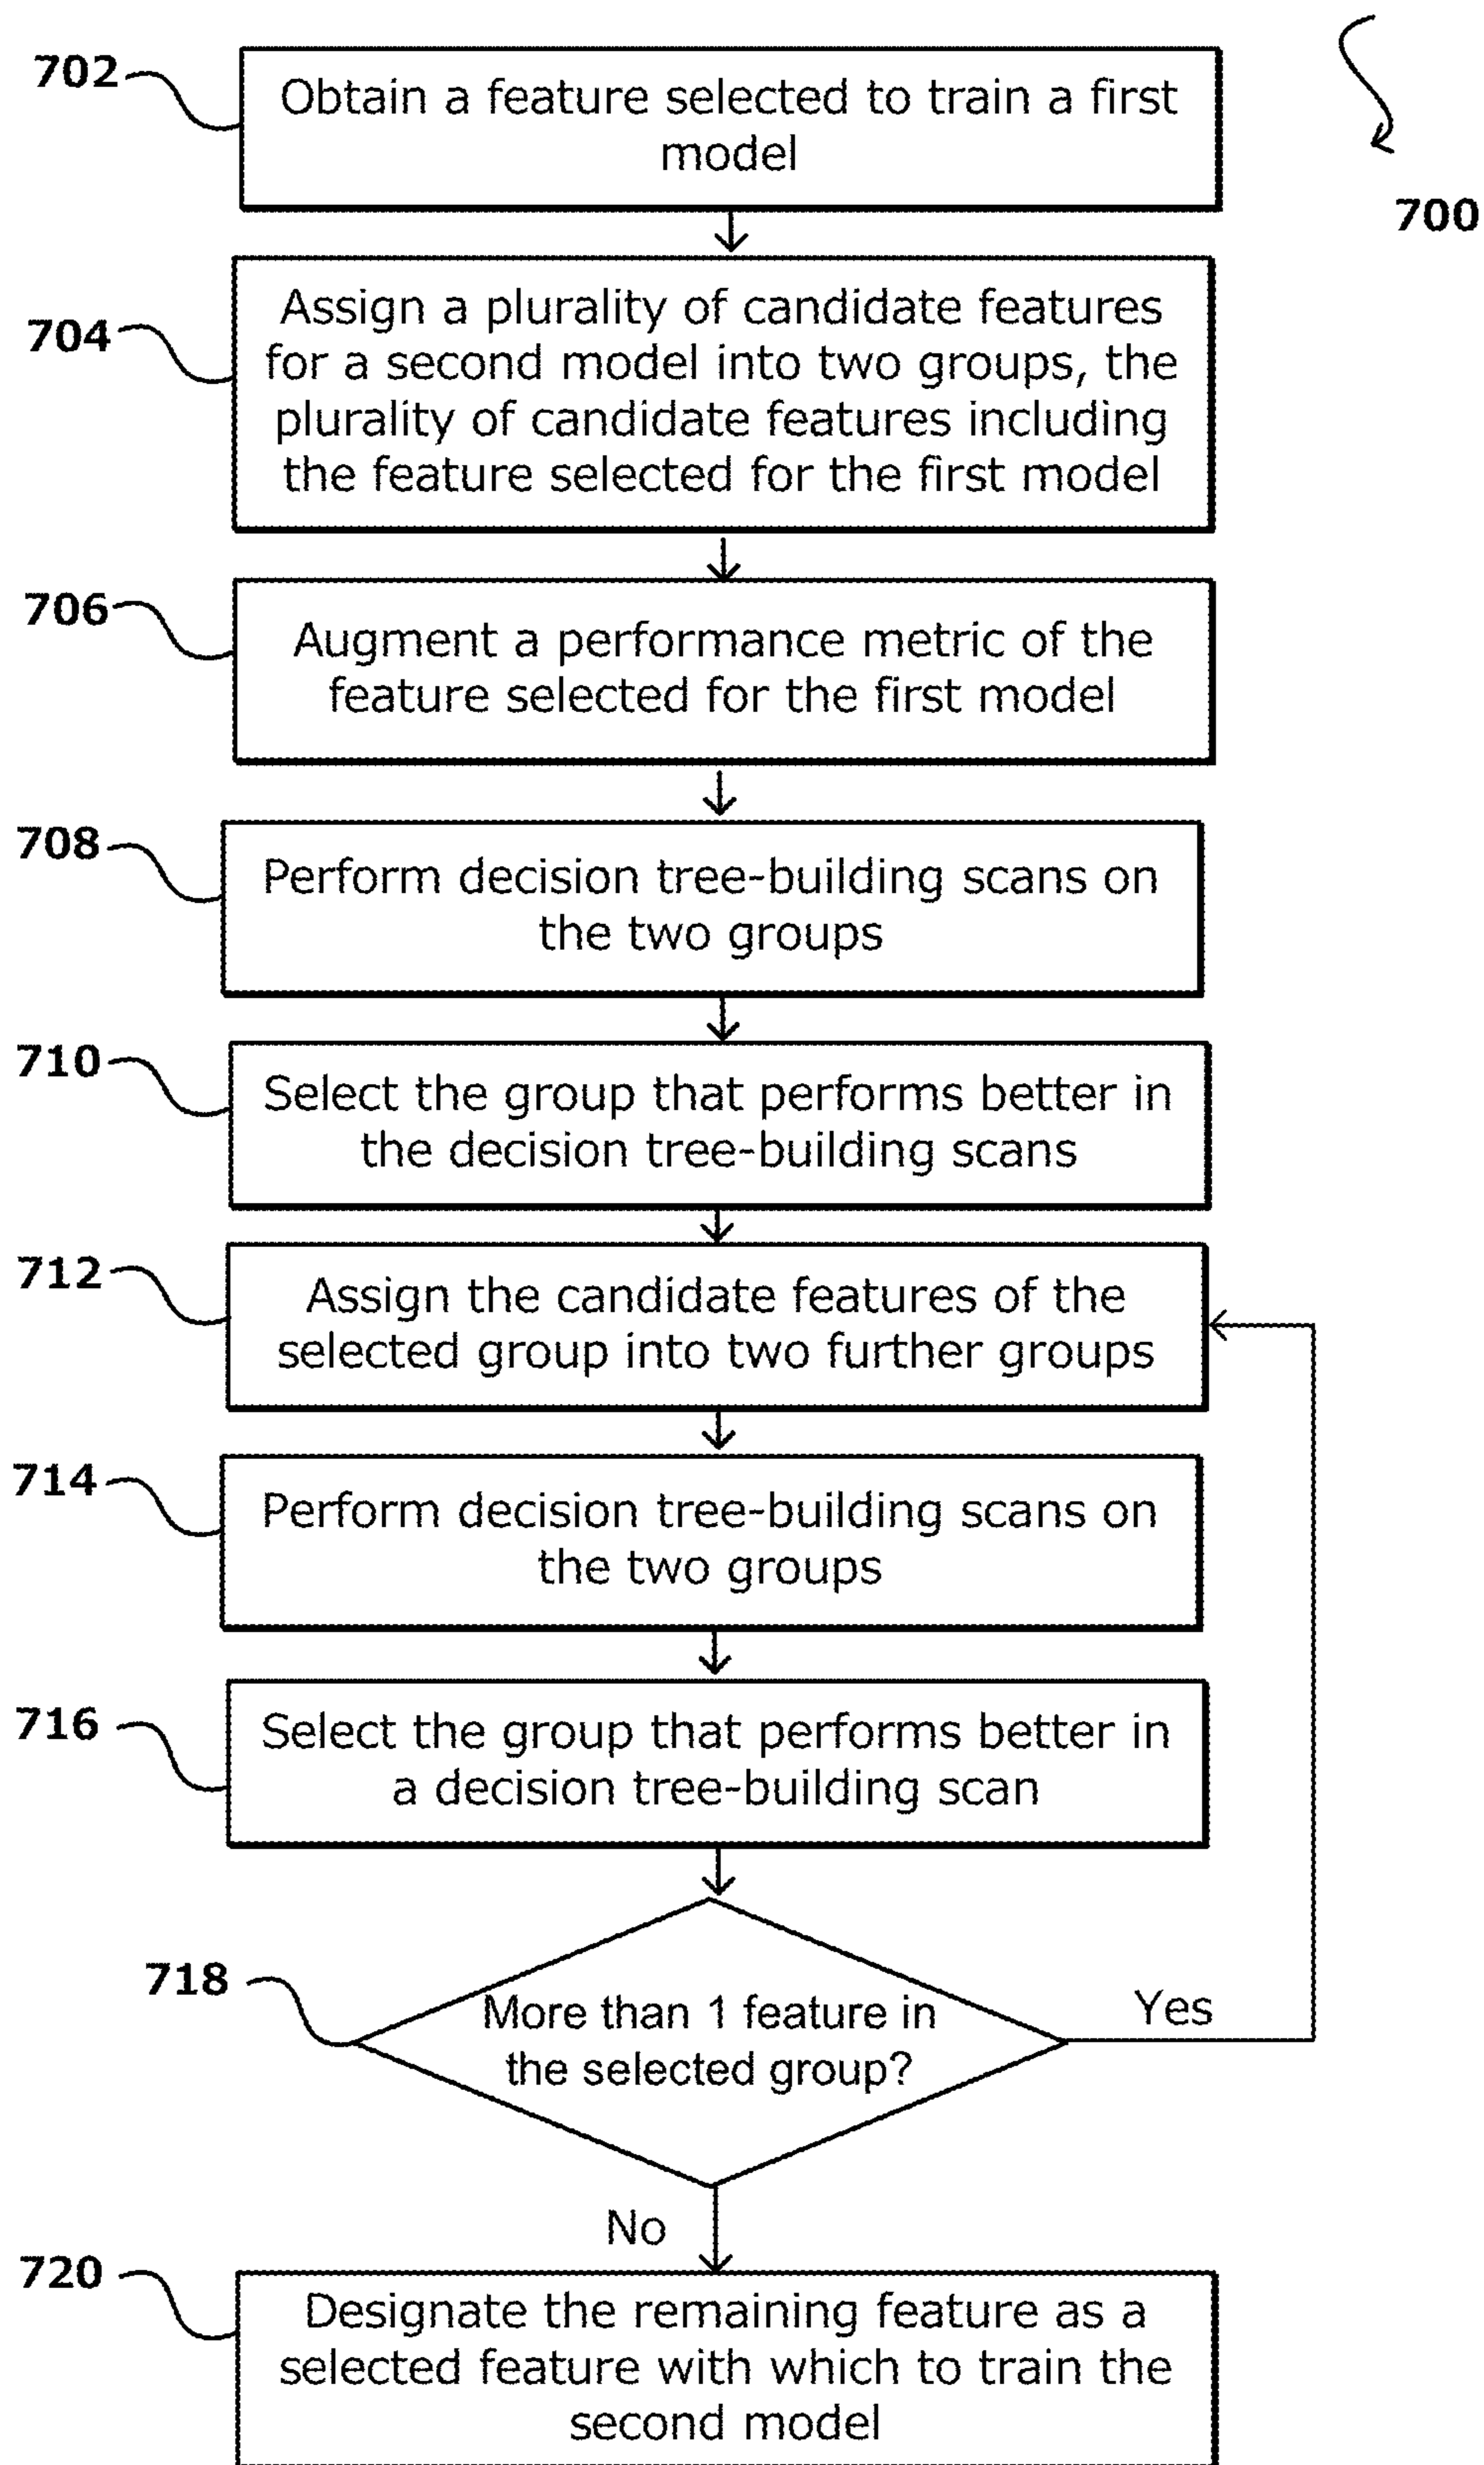 702
Obtain a feature selected to train a first
model
700
704
Assign a plurality of candidate features
for a second model into two groups, the
plurality of candidate features including
the feature selected for the first model
706
Augment a performance metric of the
feature selected for the first model
708
Perform decision tree-building scans on
the two groups
710
Select the group that performs better in
the decision tree-building scans
712
Assign the candidate features of the
selected group into two further groups
714
Perform decision tree-building scans on
the two groups
716
Select the group that performs better in
a decision tree-building scan
718
More than 1 feature in
the selected group?
Yes
No
720
Designate the remaining feature as a
selected feature with which to train the
second model